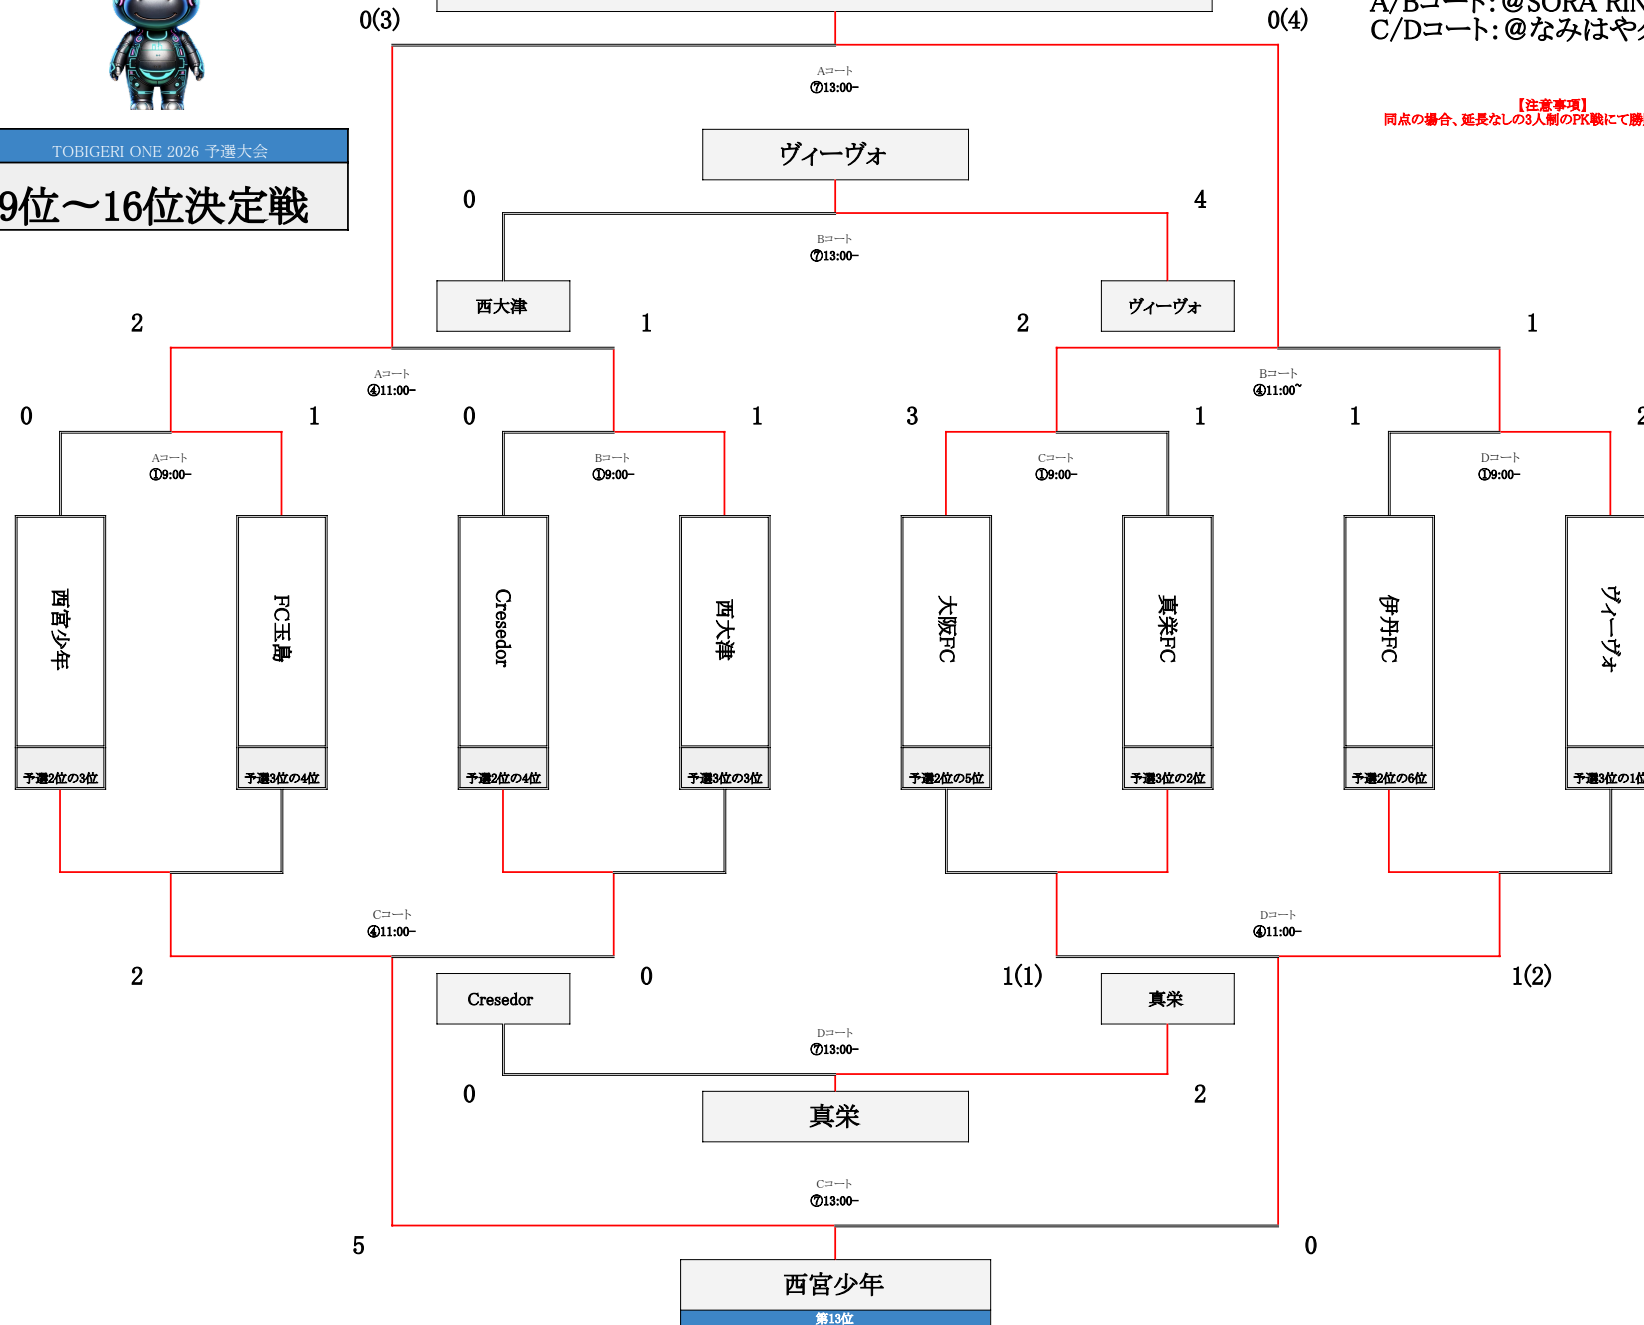 0(3)
0(4)
C/Dコート：@なみはや
Aコート
⑦13:00-
【注意事項】
同点の場合、延長なしの3人制のPK戦にて勝
TOBIGERI ONE 2026 予選大会
9位～16位決定戦
ヴィーヴォ
0
4
Bコート
⑦13:00-
西大津
ヴィーヴォ
2
1
2
1
Aコート
④11:00-
Bコート
④11:00~
0
1
0
1
3
1
1
2
Aコート
①9:00-
Bコート
①9:00-
Cコート
①9:00-
Dコート
①9:00-
西宮少年
FC玉島
Cresedor
西大津
大阪FC
真栄FC
伊丹FC
ヴィーヴォ
予選2位の3位
予選3位の4位
予選2位の4位
予選3位の3位
予選2位の5位
予選3位の2位
予選2位の6位
予選3位の1位
Cコート
④11:00-
Dコート
④11:00-
2
0
1(1)
1(2)
Cresedor
真栄
Dコート
⑦13:00-
0
2
真栄
Cコート
⑦13:00-
5
0
西宮少年
第13位